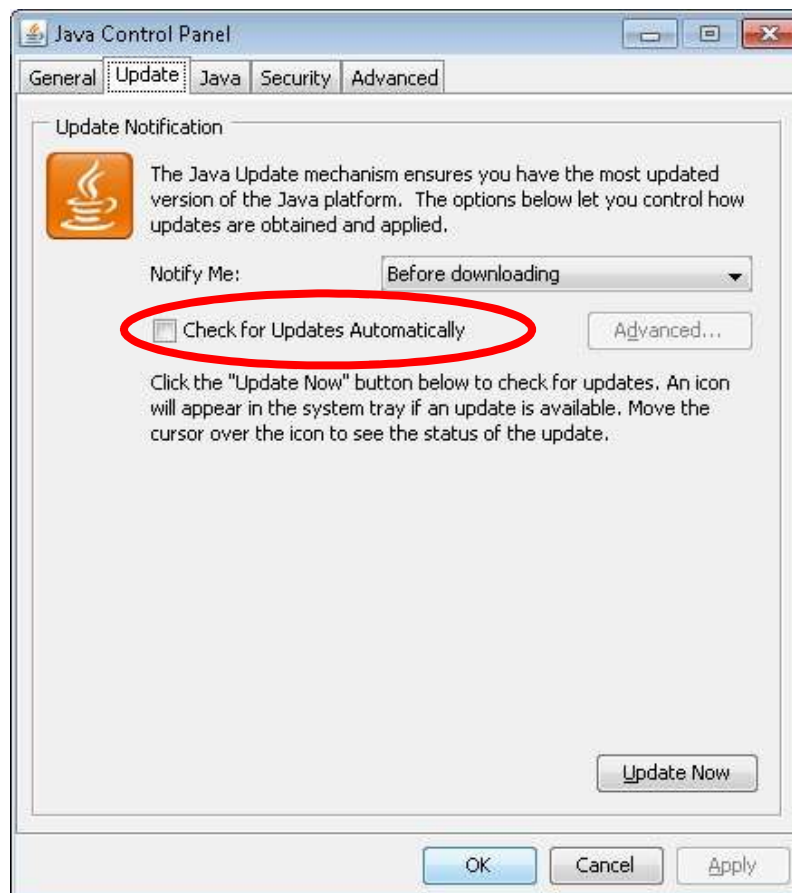 Java Control Panel
General Update Java Security Advanced
Update Notification
The Java Update mechanism ensures you have the most updated
version of the Java platform.  The options below let you control how
updates are obtained and applied.
Notify Me: Before downloading
Check for Updates Automatically Advanced...
Click the "Update Now" button below to check for updates. An icon
will appear in the system tray if an update is available. Move the
cursor over the icon to see the status of the update.
Update Now
OK Cancel Apply